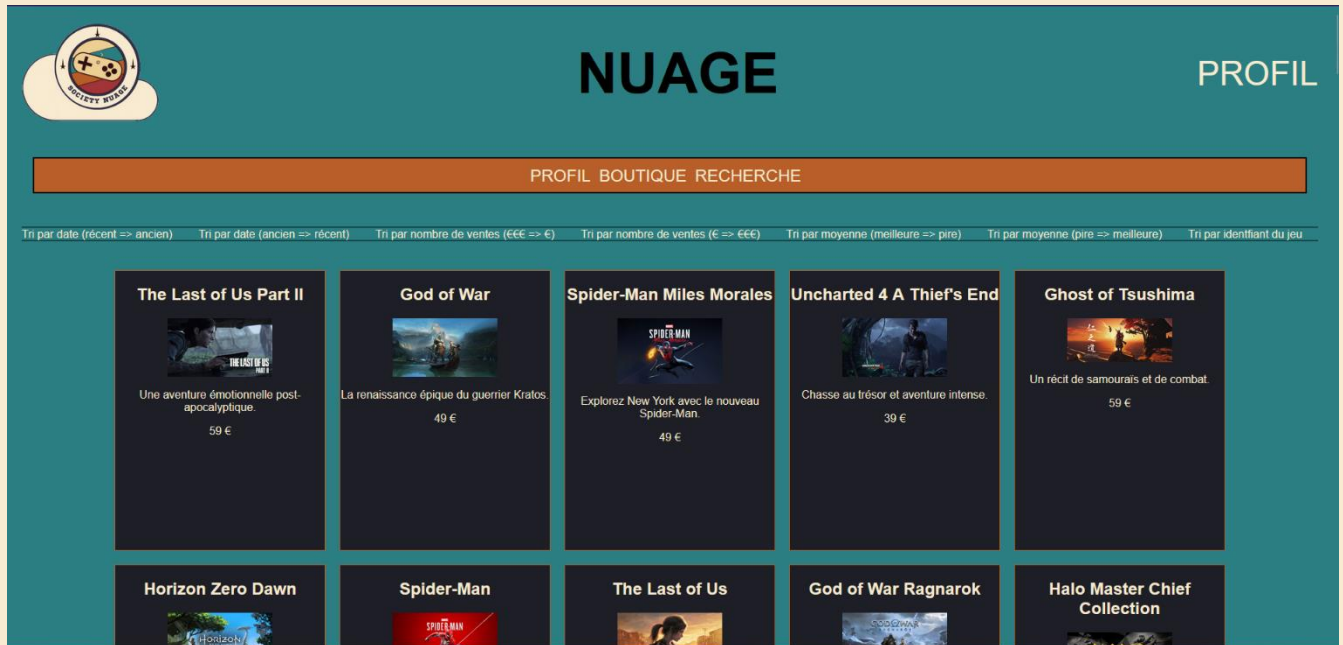 SOCIETY NUAGE
NUAGE
PROFIL
PROFIL BOUTIQUE RECHERCHE
Tri par date (récent => ancien) Tri par date (ancien => récent) Tri par nombre de ventes (€€€ => €) Tri par nombre de ventes (€ => €€€) Tri par moyenne (meilleure => pire) Tri par moyenne (pire => meilleure) Tri par identfiant du jeu
The Last of Us Part II
THE LAST OF US
PART II
Une aventure émotionnelle post-
apocalyptique.
59 €
God of War
La renaissance épique du guerrier Kratos.
49 €
Spider-Man Miles Morales
SPIDER-MAN
Explorez New York avec le nouveau
Spider-Man.
49 €
Uncharted 4 A Thief's End
Chasse au trésor et aventure intense.
39 €
Ghost of Tsushima
Un récit de samouraïs et de combat.
59 €
Horizon Zero Dawn
HORIZON
Spider-Man
SPIDER-MAN
The Last of Us
God of War Ragnarok
GOD OF WAR
Halo Master Chief
Collection